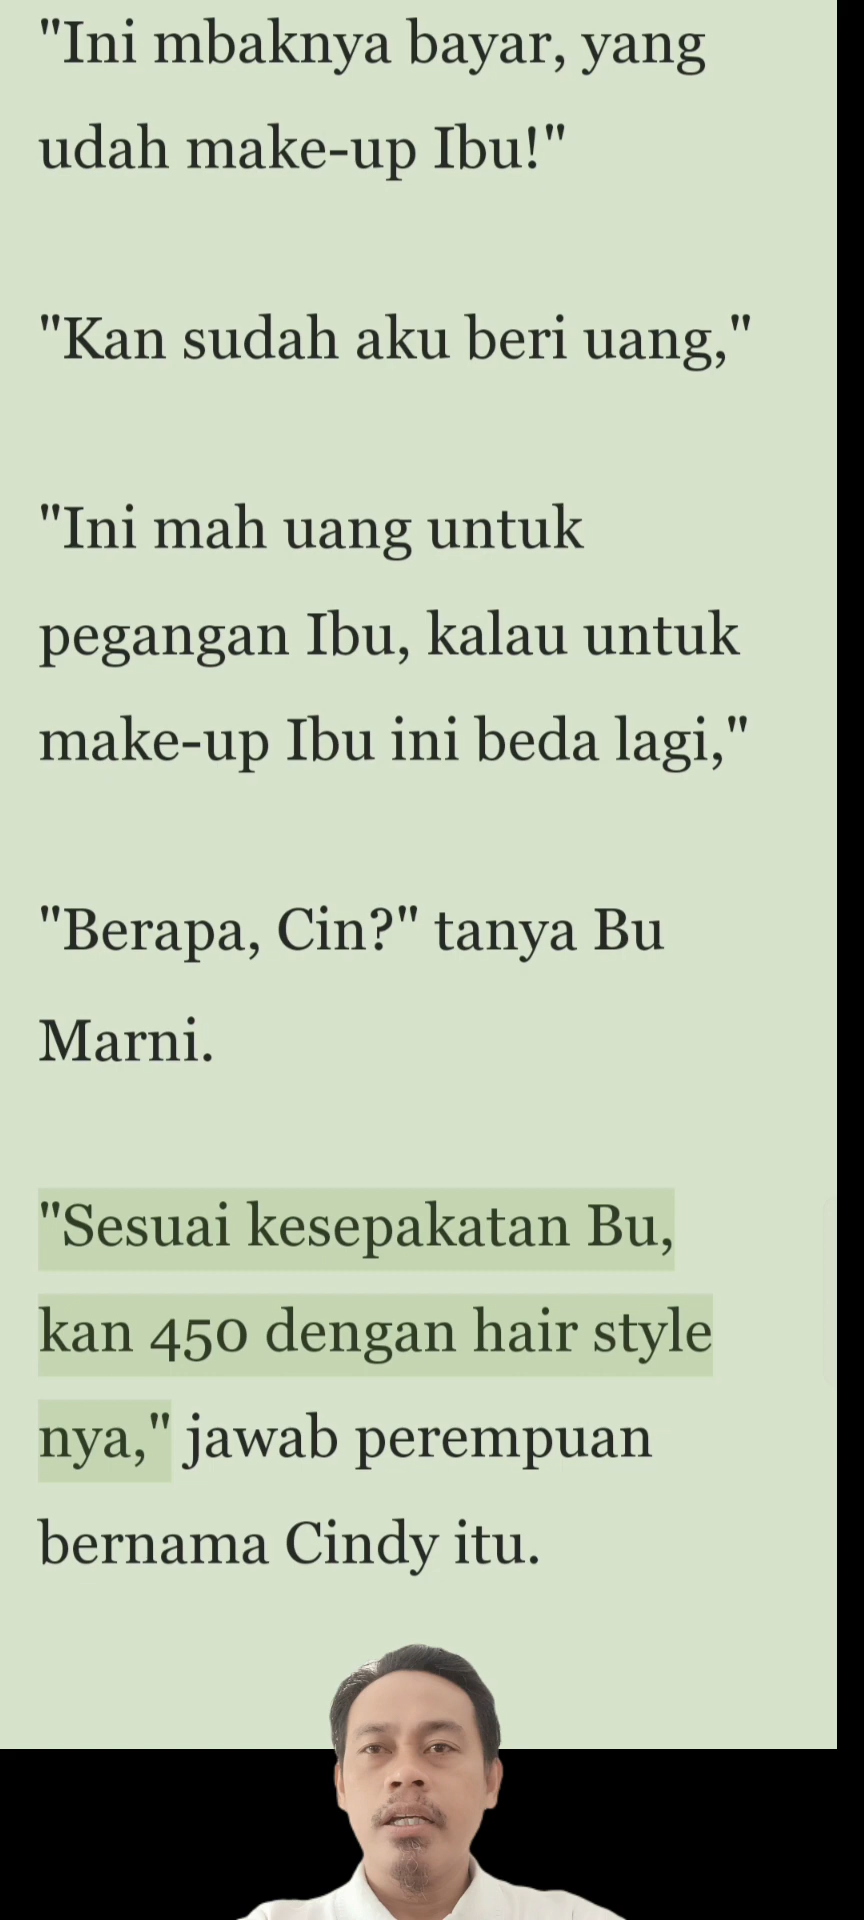 "Ini mbaknya bayar, yang
udah make-up Ibu!"
"Kan sudah aku beri uang,"
"Ini mah uang untuk
pegangan Ibu, kalau untuk
make-up Ibu ini beda lagi,"
"Berapa, Cin?" tanya Bu
Marni.
"Sesuai kesepakatan Bu,
kan 450 dengan hair style
nya," jawab perempuan
bernama Cindy itu.